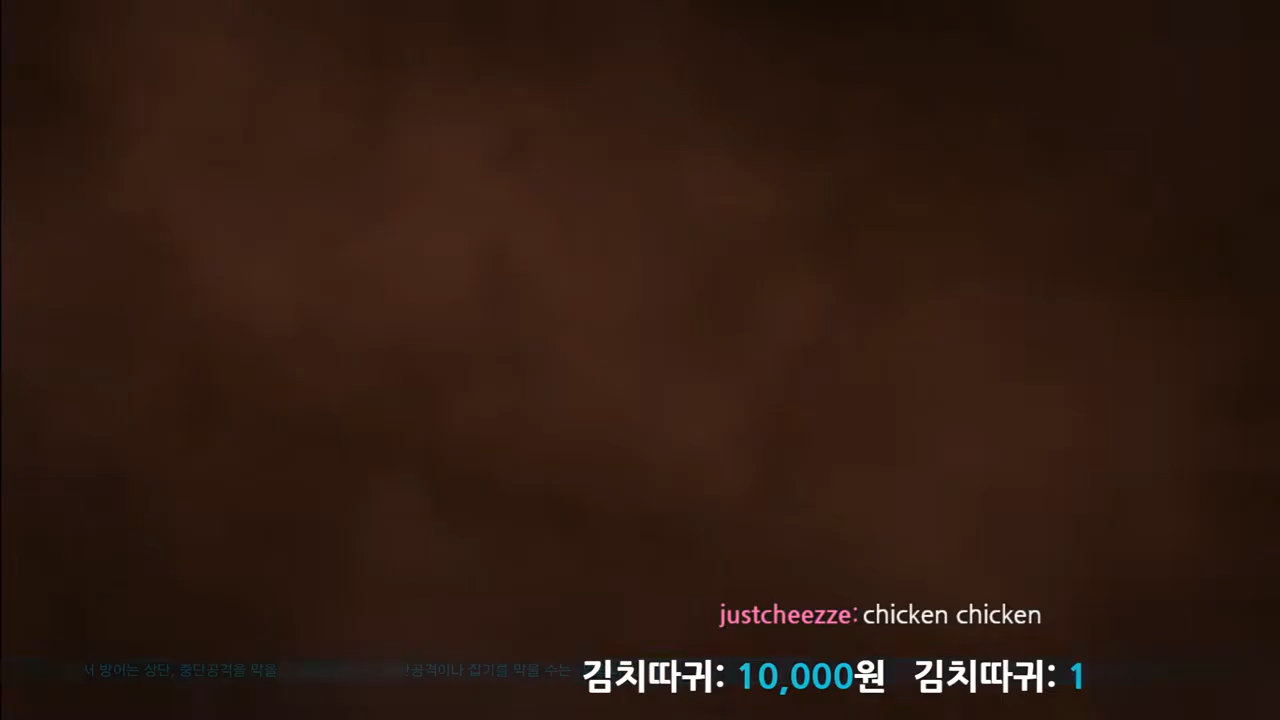 justcheezze: chicken chicken
서 방어는 상단, 중단공격을 막을 단공격이나 잡기를 막을 수는
김치따귀: 10,000원 김치따귀: 1